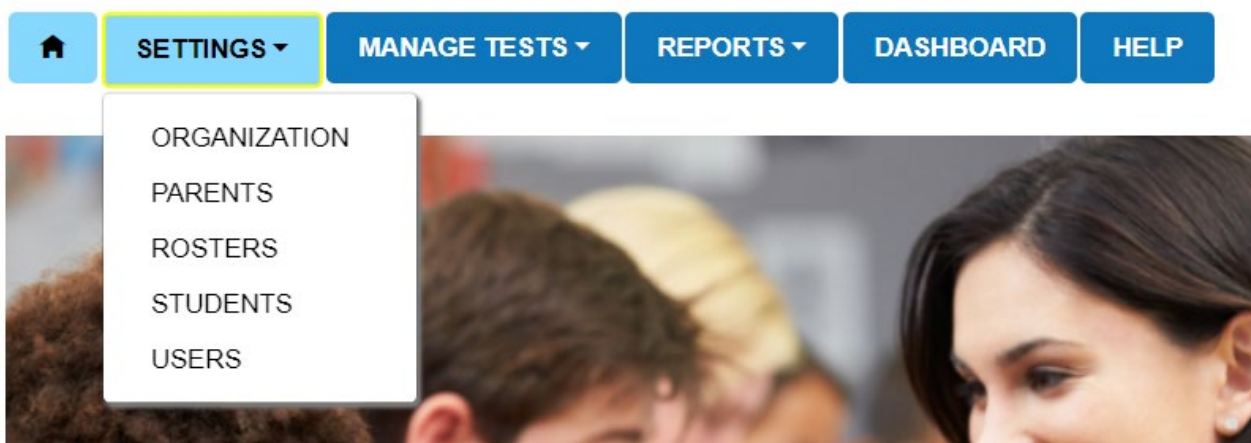 SETTINGS MANAGE TESTS REPORTS DASHBOARD HELP
ORGANIZATION
PARENTS
ROSTERS
STUDENTS
USERS